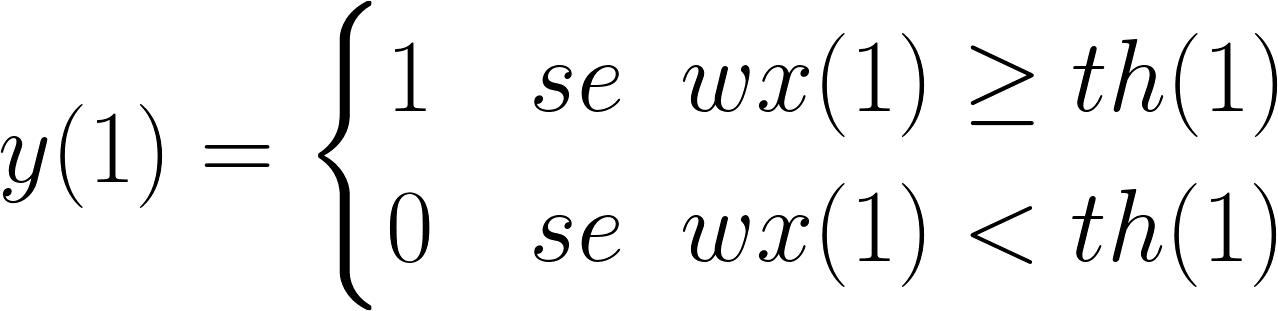 y(1) = { 1 se wx(1) ≥ th(1)
0 se wx(1) < th(1)